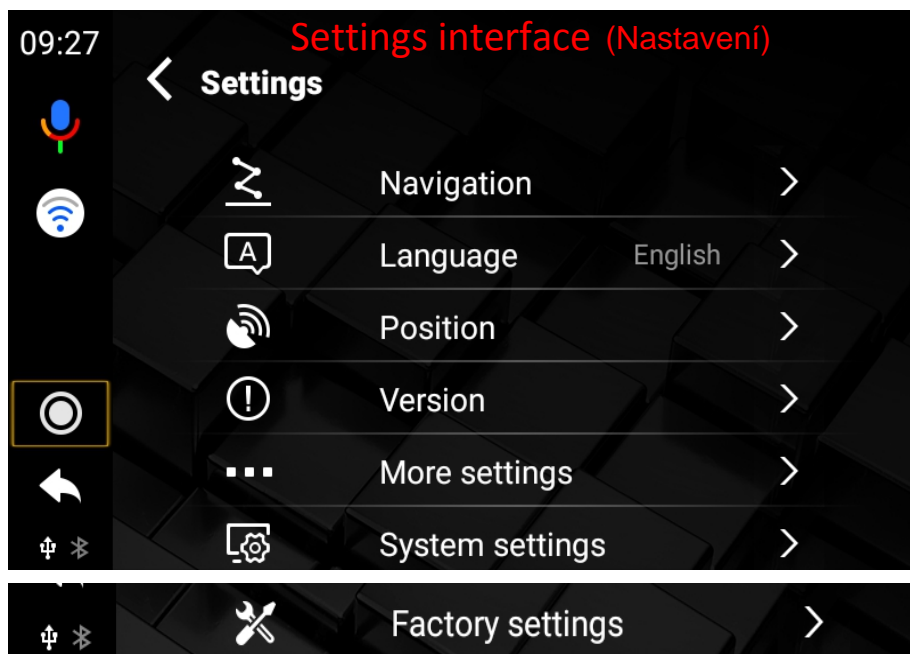 09:27
Settings interface (Nastavení)
Settings
Navigation
Language English
Position
Version
More settings
System settings
Factory settings